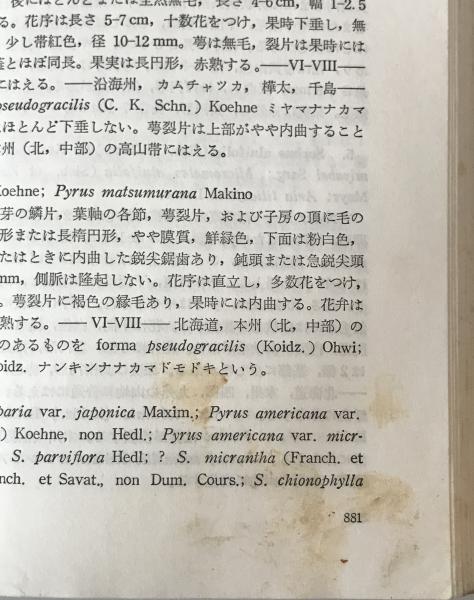 後にほとんどまたは全然無毛, 長さ 4–6 cm, 幅 1–2.5
る。花序は長さ 5–7 cm, 十数花をつけ, 果時下垂し, 無
少し帯紅色, 径 10–12 mm. 萼は無毛, 裂片は果時には
蕊とほぼ同長。果実は長円形, 赤熟する。——VI–VIII——
にはえる。——沿海州, カムチャツカ, 樺太, 千島——
pseudogracilis (C. K. Schn.) Koehne ミヤマナナカマ
ほとんど下垂しない。萼裂片は上部がやや内曲すること
州 (北, 中部) の高山帯にはえる。
Koehne; Pyrus matsumurana Makino
芽の鱗片, 葉軸の各節, 萼裂片, および子房の頂に毛の
形または長楕円形, やや膜質, 鮮緑色, 下面は粉白色,
たはときに内曲した鋭尖鋸歯あり, 鈍頭または急鋭尖頭
mm, 側脈は隆起しない。花序は直立し, 多数花をつけ,
。萼裂片に褐色の縁毛あり, 果時には内曲する。花弁は
熟する。—— VI–VIII—— 北海道, 本州 (北, 中部) の
のあるものを forma pseudogracilis (Koidz.) Ohwi;
oidz. ナンキンナナカマドモドキという。
baria var. japonica Maxim.; Pyrus americana var.
) Koehne, non Hedl.; Pyrus americana var. micr-
S. parviflora Hedl; ? S. micrantha (Franch. et
nch. et Savat., non Dum. Cours.; S. chionophylla
881